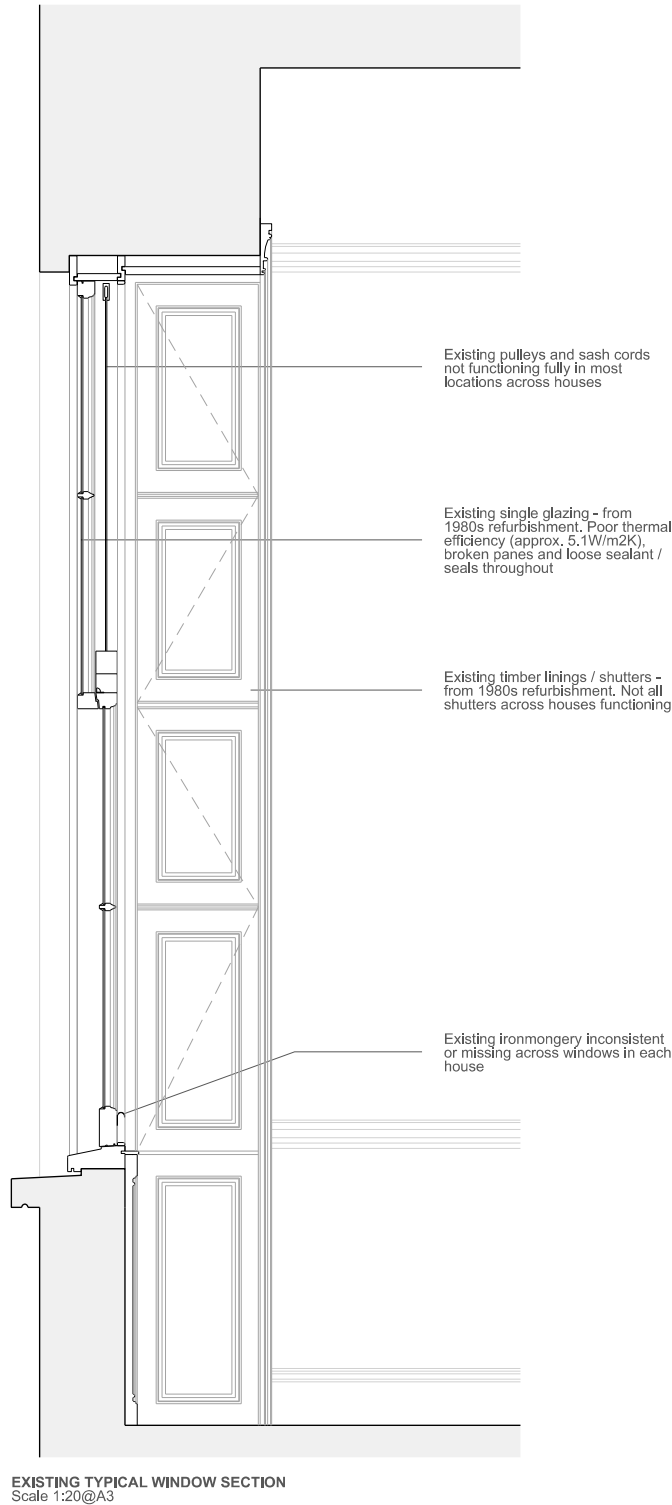 Existing pulleys and sash cords
not functioning fully in most
locations across houses
Existing single glazing - from
1980s refurbishment. Poor thermal
efficiency (approx. 5.1W/m2K),
broken panes and loose sealant /
seals throughout
Existing timber linings / shutters -
from 1980s refurbishment. Not all
shutters across houses functioning
Existing ironmongery inconsistent
or missing across windows in each
house
EXISTING TYPICAL WINDOW SECTION
Scale 1:20@A3